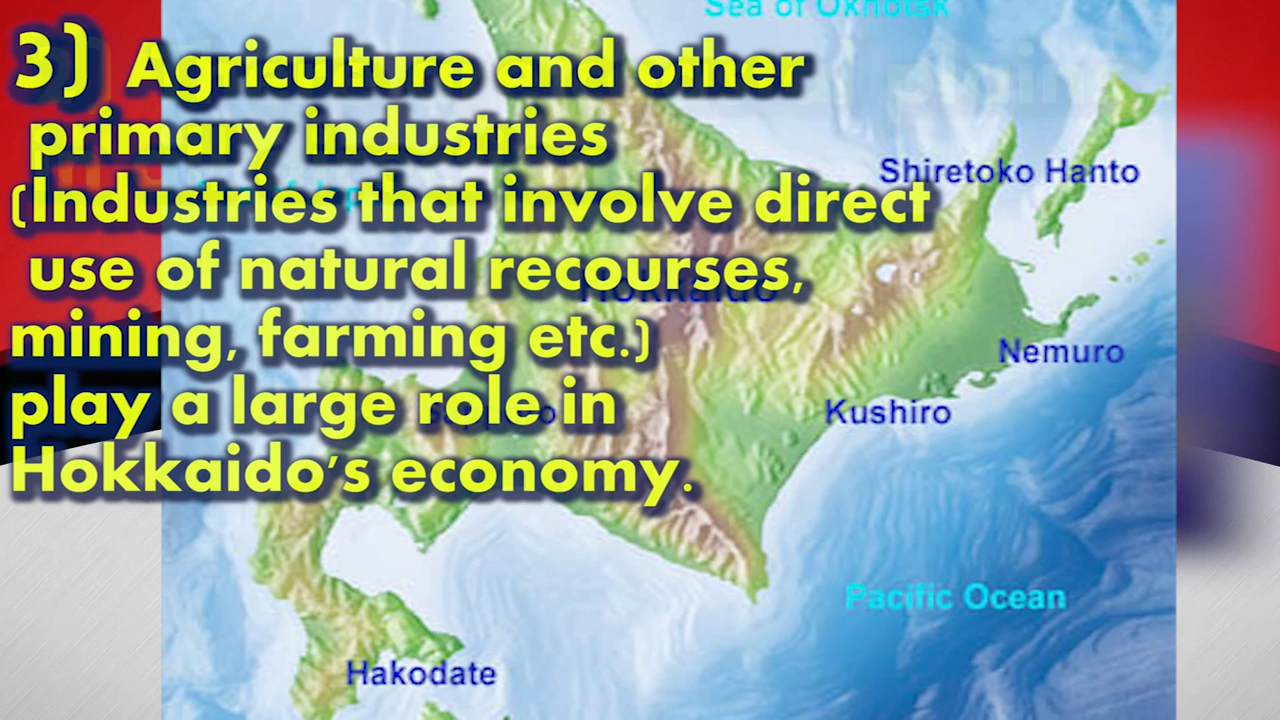 Sea of Okhotsk
3) Agriculture and other
primary industries
(Industries that involve direct
use of natural recourses,
mining, farming etc.)
play a large role in
Hokkaido's economy.
Shiretoko Hanto
Hokkaido
Nemuro
Kushiro
Pacific Ocean
Hakodate